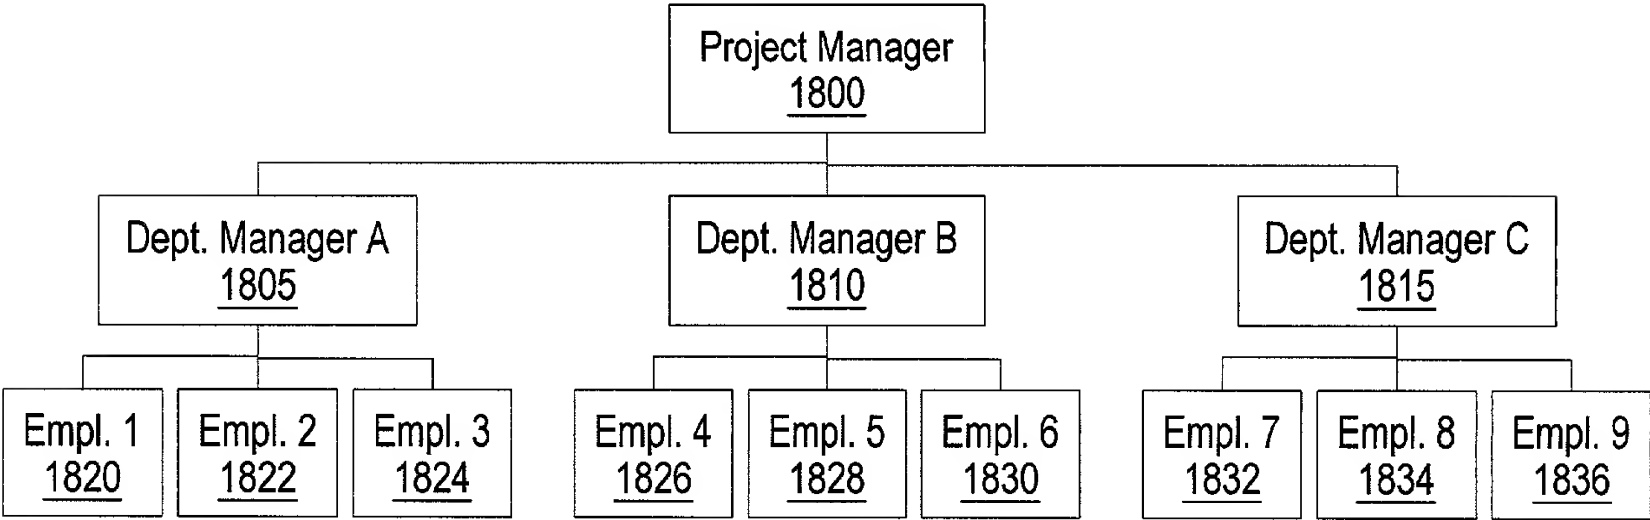 Project Manager
1800
Dept. Manager A
1805
Dept. Manager B
1810
Dept. Manager C
1815
Empl. 1
1820
Empl. 2
1822
Empl. 3
1824
Empl. 4
1826
Empl. 5
1828
Empl. 6
1830
Empl. 7
1832
Empl. 8
1834
Empl. 9
1836